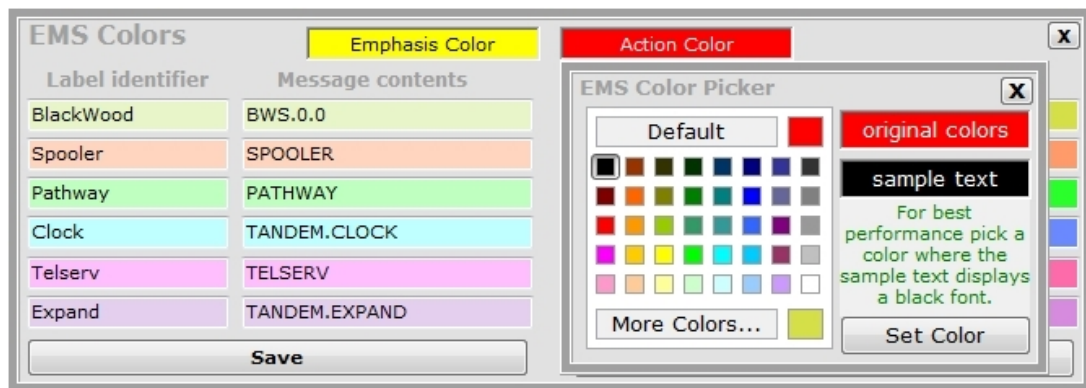 EMS Colors
Emphasis Color
Action Color
X
Label identifier
Message contents
BlackWood
BWS.0.0
Spooler
SPOOLER
Pathway
PATHWAY
Clock
TANDEM.CLOCK
Telserv
TELSERV
Expand
TANDEM.EXPAND
Save
EMS Color Picker
X
Default
original colors
sample text
For best
performance pick a
color where the
sample text displays
a black font.
More Colors...
Set Color